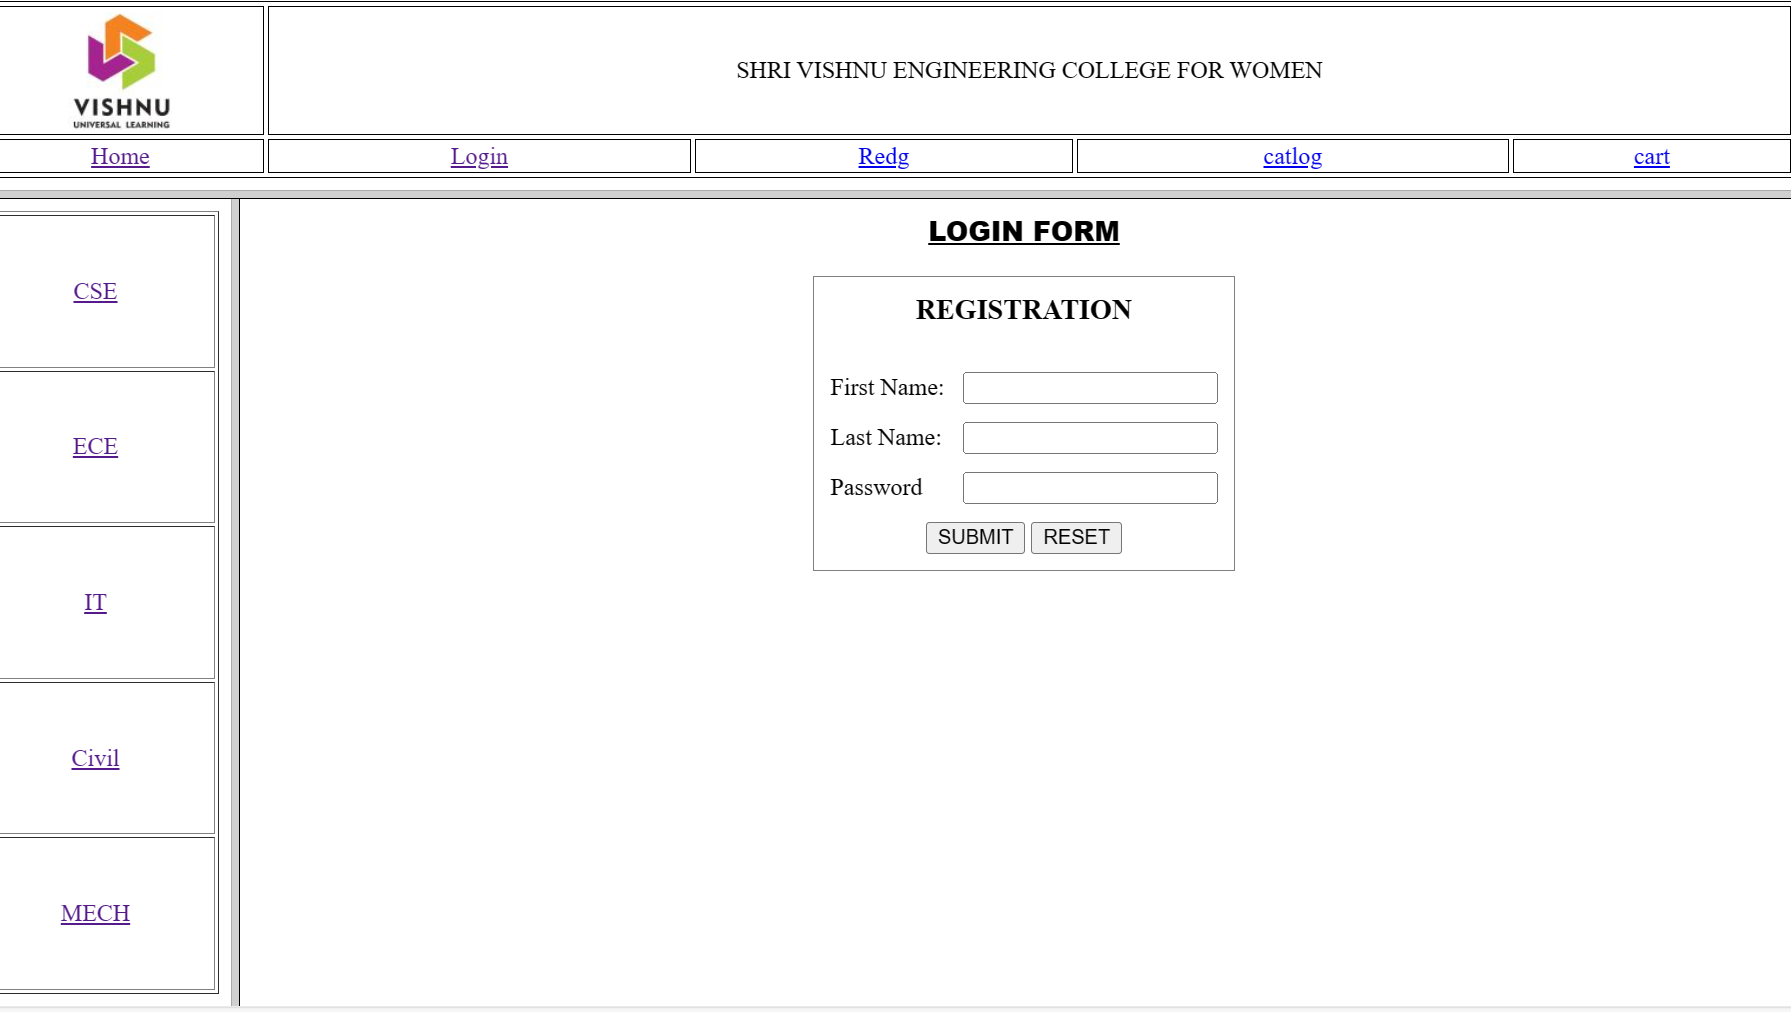 VISHNU
UNIVERSAL LEARNING
SHRI VISHNU ENGINEERING COLLEGE FOR WOMEN
Home Login Redg catlog cart
CSE
ECE
IT
Civil
MECH
LOGIN FORM
REGISTRATION
First Name:
Last Name:
Password
SUBMIT RESET